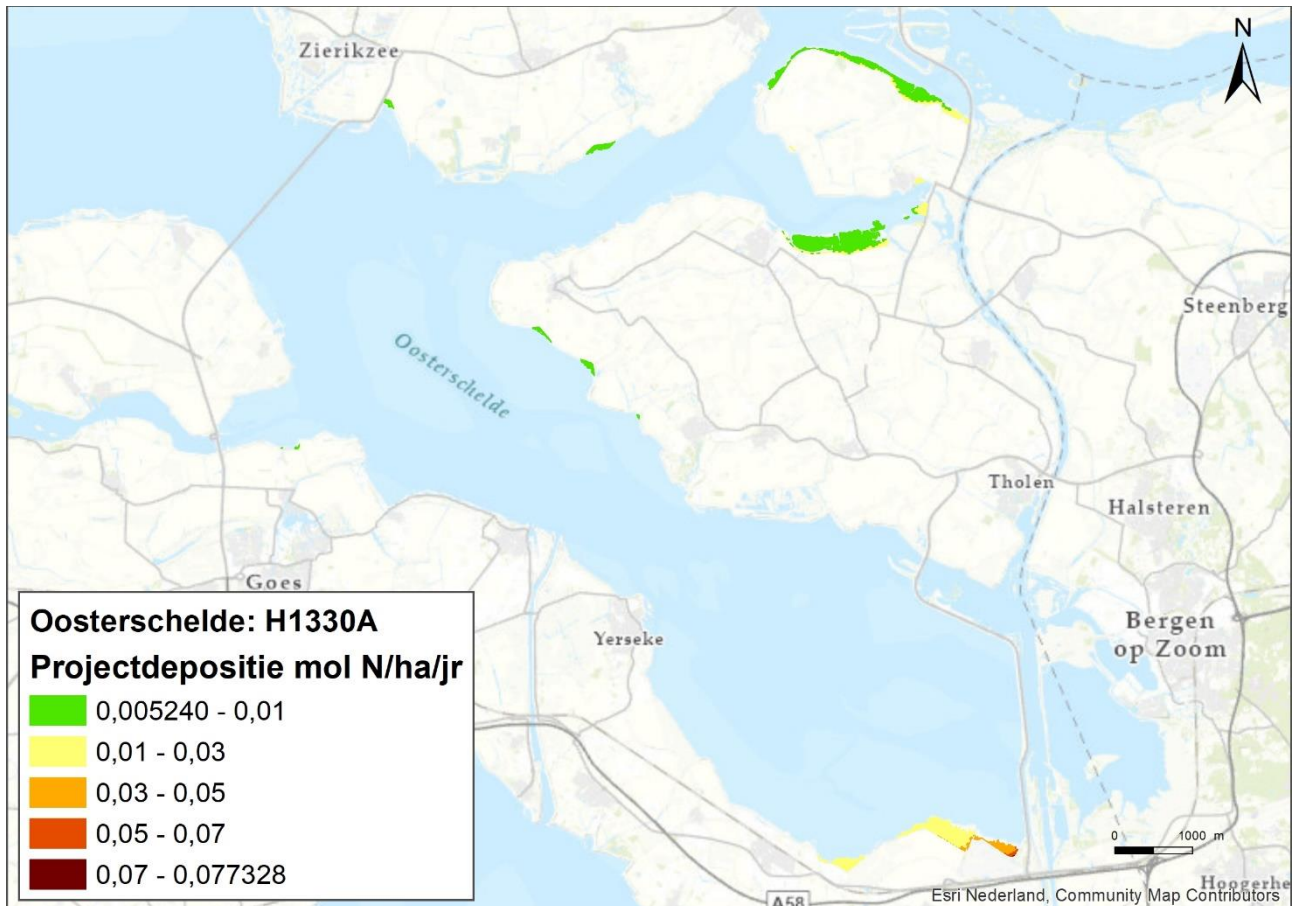 Zierikzee
N
Steenberg
Oosterschelde
Tholen
Halsteren
Goes
Bergen
op Zoom
Yerseke
Oosterschelde: H1330A
Projectdepositie mol N/ha/jr
0,005240 - 0,01
0,01 - 0,03
0,03 - 0,05
0,05 - 0,07
0,07 - 0,077328
0 1000 m
A58
Hoogerhe
Esri Nederland, Community Map Contributors